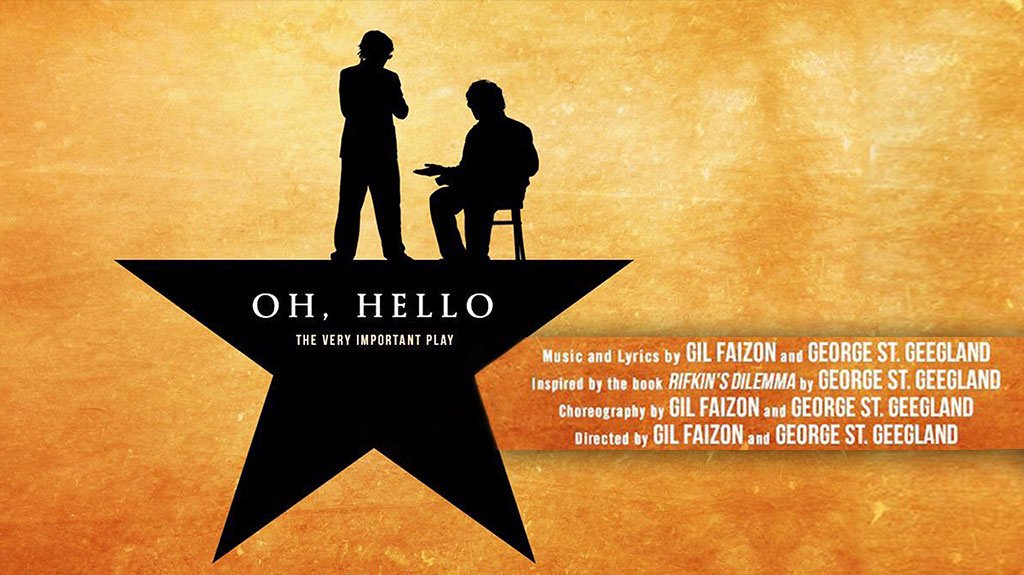 OH, HELLO
THE VERY IMPORTANT PLAY
Music and Lyrics by GIL FAIZON and GEORGE ST. GEEGLAND
Inspired by the book RIFKIN'S DILEMMA by GEORGE ST. GEEGLAND
Choreography by GIL FAIZON and GEORGE ST. GEEGLAND
Directed by GIL FAIZON and GEORGE ST. GEEGLAND